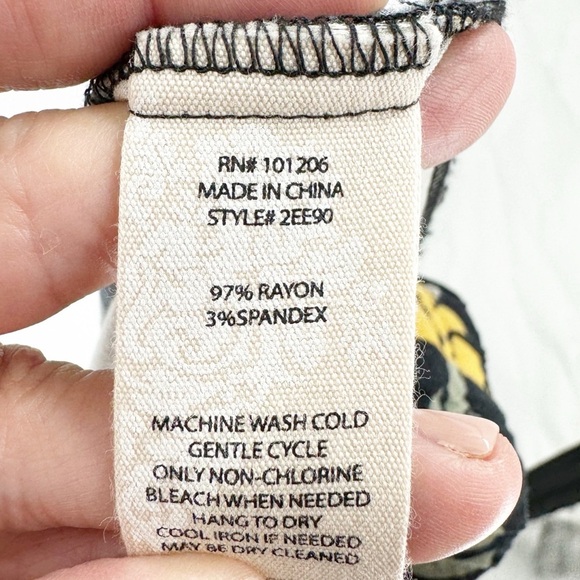 RN# 101206
MADE IN CHINA
STYLE# 2EE90
97% RAYON
3%SPANDEX
MACHINE WASH COLD
GENTLE CYCLE
ONLY NON-CHLORINE
BLEACH WHEN NEEDED
HANG TO DRY
COOL IRON IF NEEDED
MAY BE DRY CLEANED